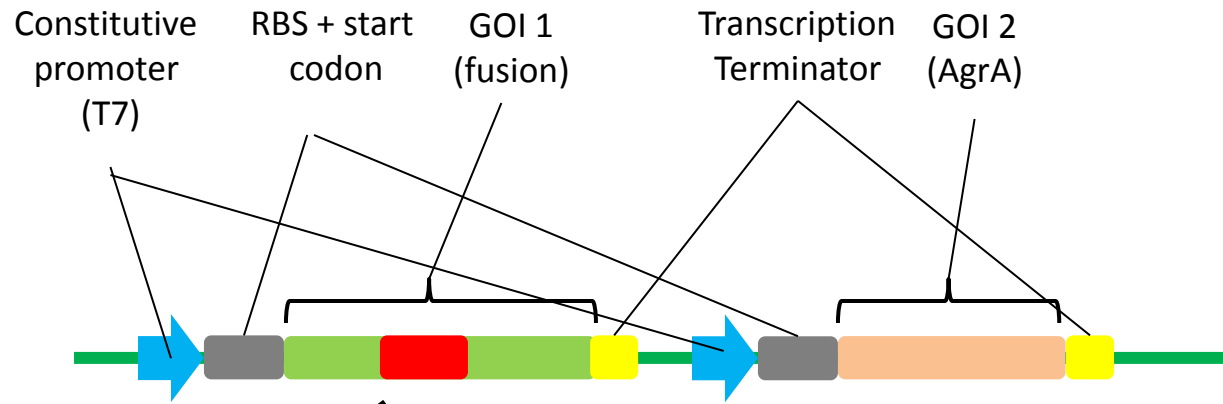 Constitutive
promoter
(T7)
RBS + start
codon
GOI 1
(fusion)
Transcription
Terminator
GOI 2
(AgrA)